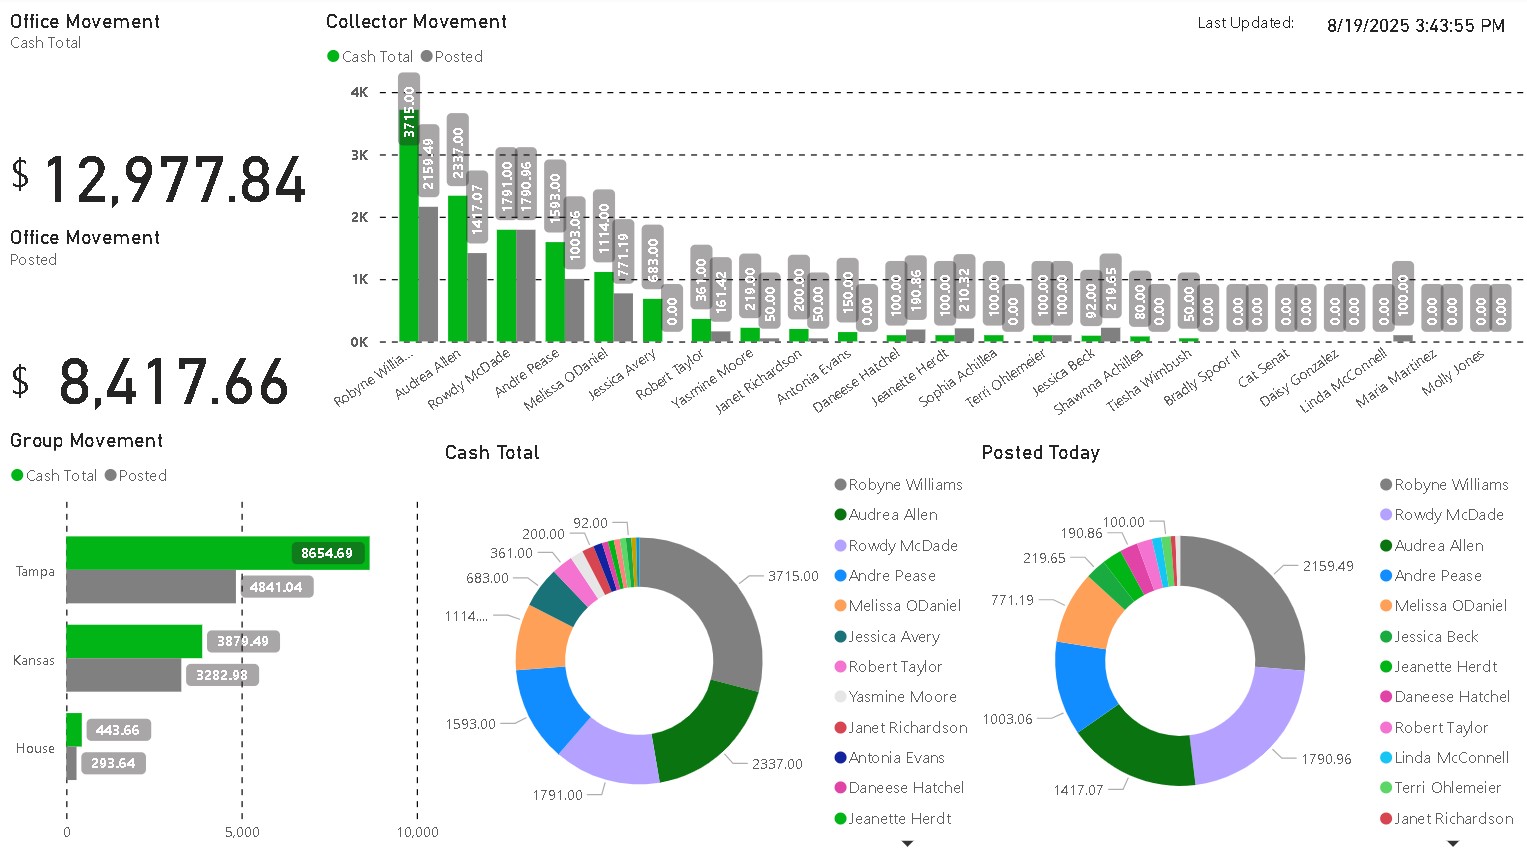 Office Movement
Cash Total
$ 12,977.84
Office Movement
Posted
$ 8,417.66
Collector Movement
Cash Total Posted
Last Updated: 8/19/2025 3:43:55 PM
4K
3K
2K
1K
0K
3715.00 2159.49 2337.00 1417.07 1791.00 1790.96 1593.00 1003.06 1114.00 771.19 683.00 0.00 361.00 161.42 219.00 50.00 200.00 50.00 150.00 0.00 100.00 190.86 100.00 210.32 100.00 0.00 100.00 100.00 92.00 219.65 80.00 0.00 50.00 0.00 0.00 0.00 0.00 0.00 0.00 0.00 0.00 100.00 0.00 0.00 0.00 0.00
Robyne Willia...
Audrea Allen
Rowdy McDade
Andre Pease
Melissa ODaniel
Jessica Avery
Robert Taylor
Yasmine Moore
Janet Richardson
Antonia Evans
Daneese Hatchel
Jeanette Herdt
Sophia Achillea
Terri Ohlemeier
Jessica Beck
Shawnna Achillea
Tiesha Wimbush
Bradly Spoor II
Cat Senat
Daisy Gonzalez
Linda McConnell
Maria Martinez
Molly Jones
Group Movement
Cash Total Posted
Tampa
8654.69
4841.04
Kansas
3879.49
3282.98
House
443.66
293.64
0 5,000 10,000
Cash Total
92.00
200.00
361.00
683.00
1114....
1593.00
1791.00
2337.00
3715.00
Robyne Williams
Audrea Allen
Rowdy McDade
Andre Pease
Melissa ODaniel
Jessica Avery
Robert Taylor
Yasmine Moore
Janet Richardson
Antonia Evans
Daneese Hatchel
Jeanette Herdt
Posted Today
100.00
190.86
219.65
771.19
1003.06
1417.07
1790.96
2159.49
Robyne Williams
Rowdy McDade
Audrea Allen
Andre Pease
Melissa ODaniel
Jessica Beck
Jeanette Herdt
Daneese Hatchel
Robert Taylor
Linda McConnell
Terri Ohlemeier
Janet Richardson